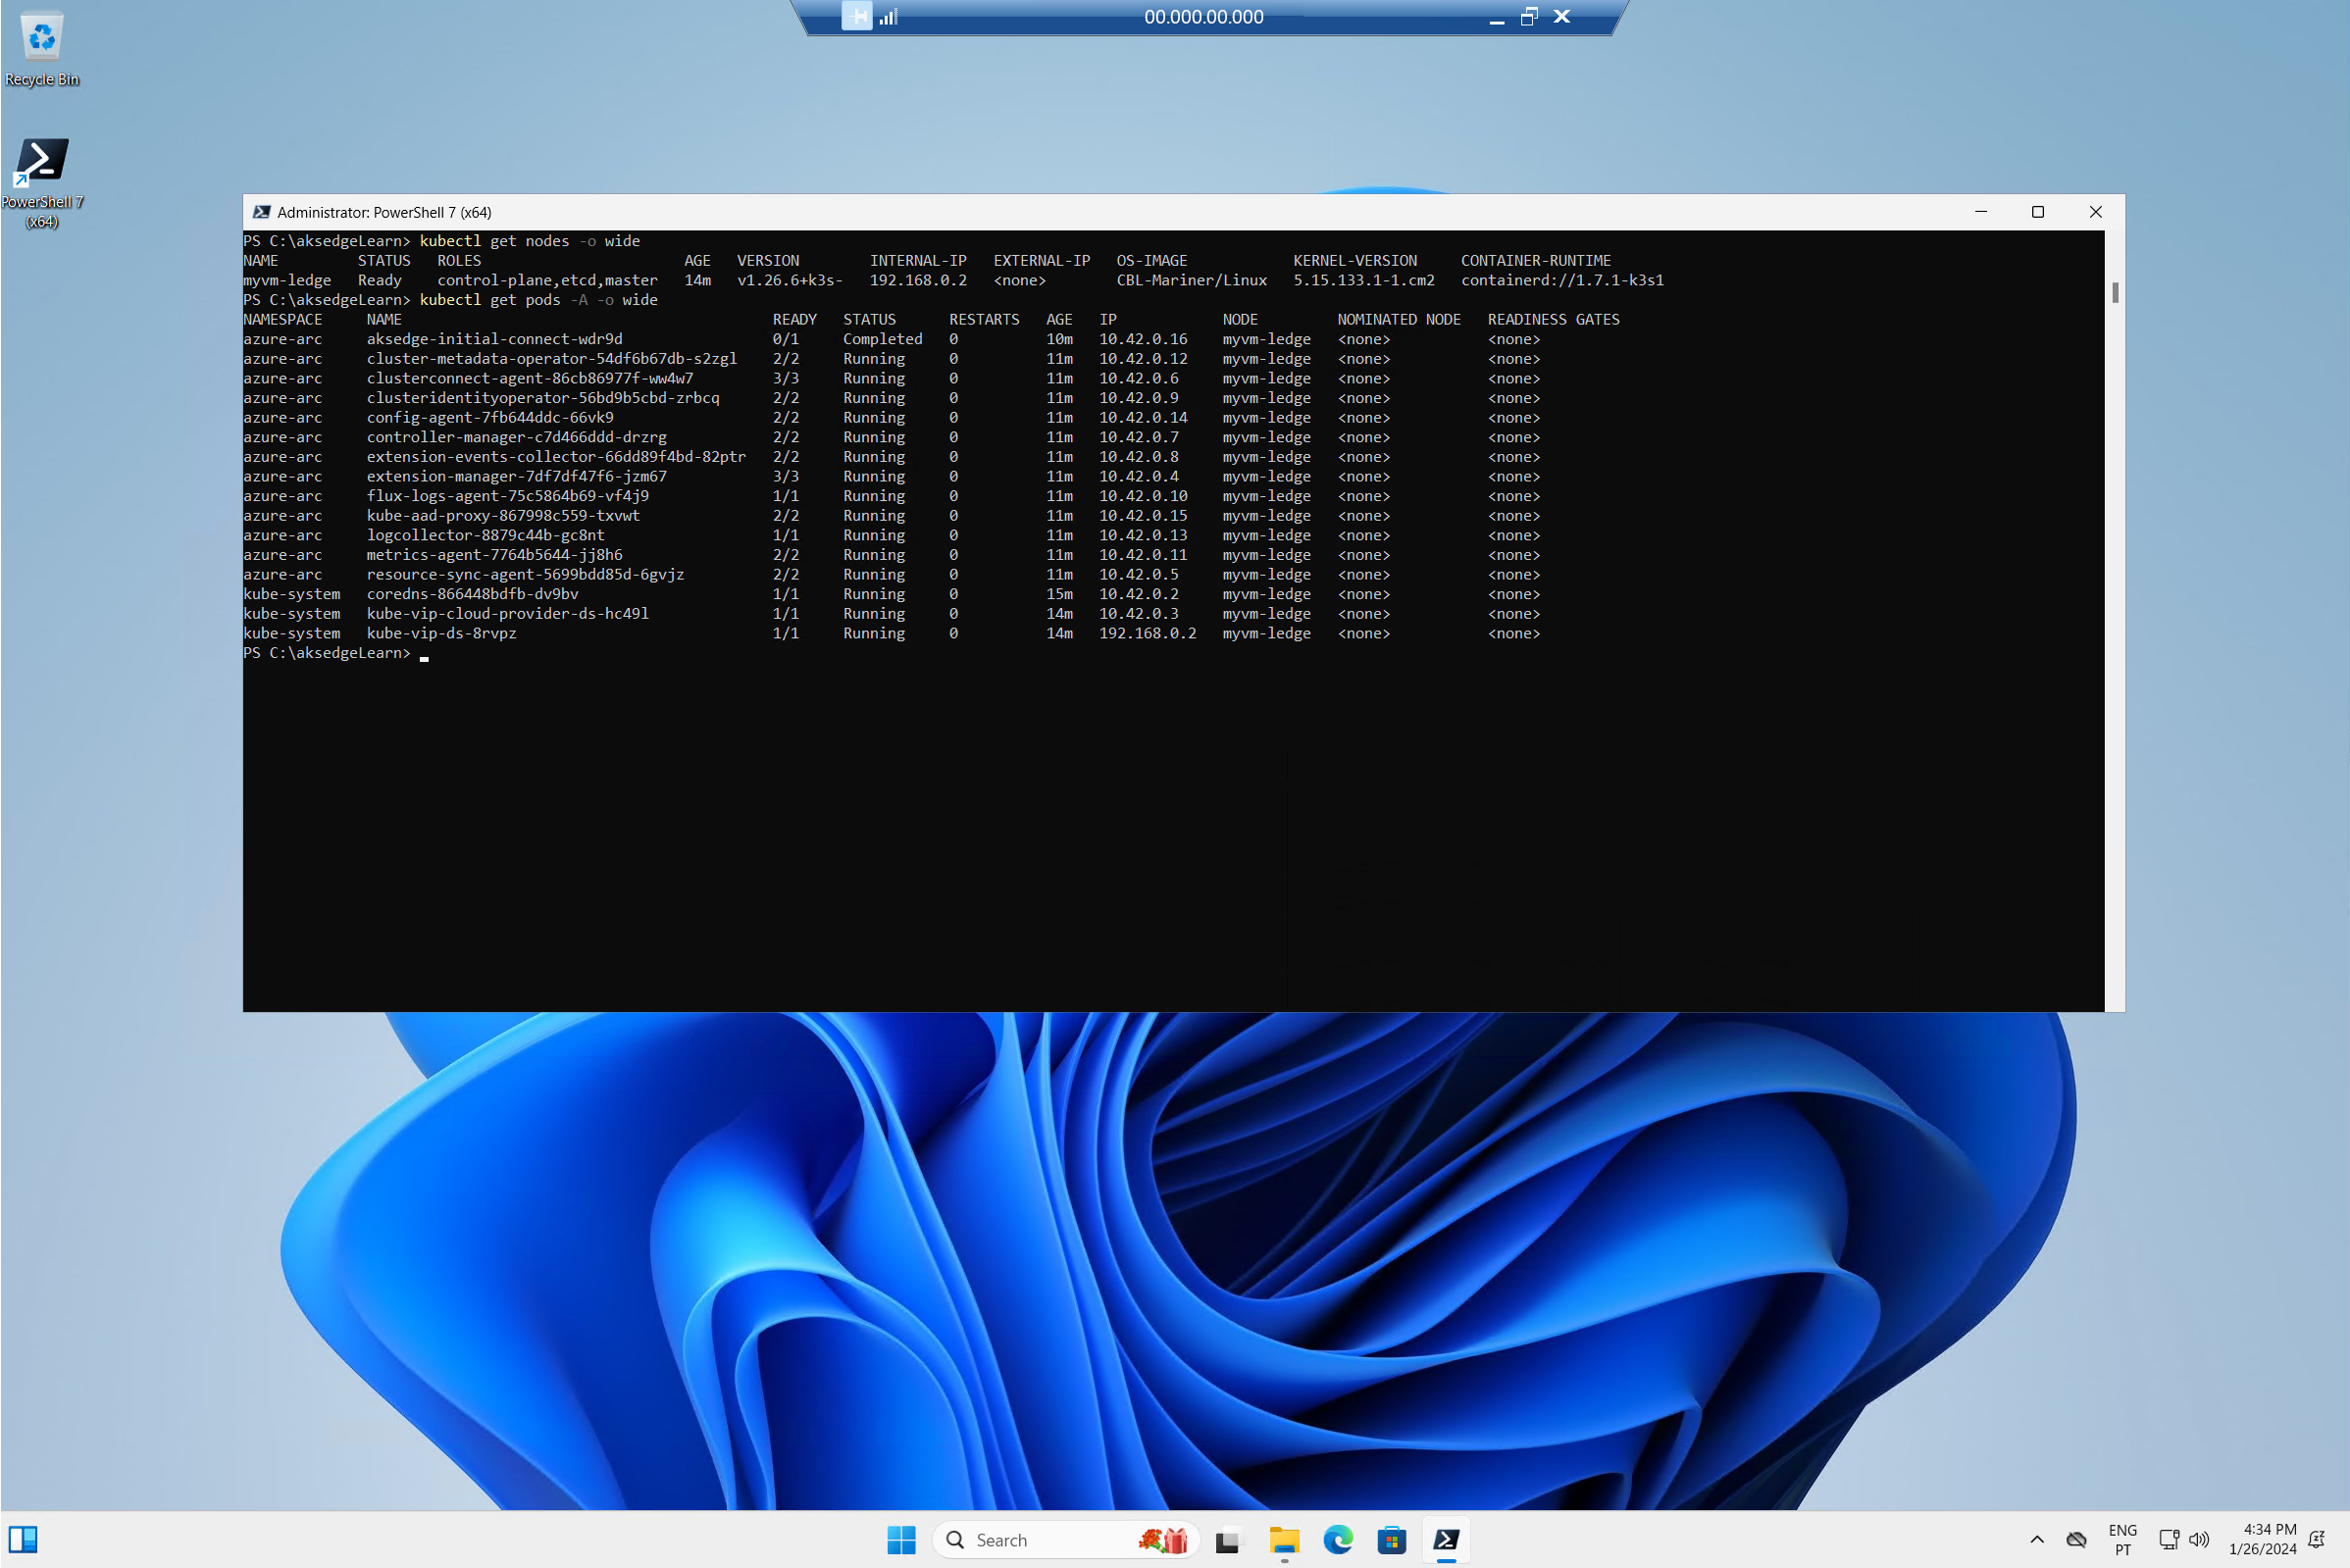 00.000.00.000
Recycle Bin
PowerShell 7
(x64)
Administrator: PowerShell 7 (x64)
PS C:\aksedgeLearn> kubectl get nodes -o wide
NAME STATUS ROLES AGE VERSION INTERNAL-IP EXTERNAL-IP OS-IMAGE KERNEL-VERSION CONTAINER-RUNTIME
myvm-ledge Ready control-plane,etcd,master 14m v1.26.6+k3s- 192.168.0.2 <none> CBL-Mariner/Linux 5.15.133.1-1.cm2 containerd://1.7.1-k3s1
PS C:\aksedgeLearn> kubectl get pods -A -o wide
NAMESPACE NAME READY STATUS RESTARTS AGE IP NODE NOMINATED NODE READINESS GATES
azure-arc aksedge-initial-connect-wdr9d 0/1 Completed 0 10m 10.42.0.16 myvm-ledge <none> <none>
azure-arc cluster-metadata-operator-54df6b67db-s2zgl 2/2 Running 0 11m 10.42.0.12 myvm-ledge <none> <none>
azure-arc clusterconnect-agent-86cb86977f-ww4w7 3/3 Running 0 11m 10.42.0.6 myvm-ledge <none> <none>
azure-arc clusteridentityoperator-56bd9b5cbd-zrbcq 2/2 Running 0 11m 10.42.0.9 myvm-ledge <none> <none>
azure-arc config-agent-7fb644ddc-66vk9 2/2 Running 0 11m 10.42.0.14 myvm-ledge <none> <none>
azure-arc controller-manager-c7d466ddd-drzrg 2/2 Running 0 11m 10.42.0.7 myvm-ledge <none> <none>
azure-arc extension-events-collector-66dd89f4bd-82ptr 2/2 Running 0 11m 10.42.0.8 myvm-ledge <none> <none>
azure-arc extension-manager-7df7df47f6-jzm67 3/3 Running 0 11m 10.42.0.4 myvm-ledge <none> <none>
azure-arc flux-logs-agent-75c5864b69-vf4j9 1/1 Running 0 11m 10.42.0.10 myvm-ledge <none> <none>
azure-arc kube-aad-proxy-867998c559-txvwt 2/2 Running 0 11m 10.42.0.15 myvm-ledge <none> <none>
azure-arc logcollector-8879c44b-gc8nt 1/1 Running 0 11m 10.42.0.13 myvm-ledge <none> <none>
azure-arc metrics-agent-7764b5644-jj8h6 2/2 Running 0 11m 10.42.0.11 myvm-ledge <none> <none>
azure-arc resource-sync-agent-5699bdd85d-6gvjz 2/2 Running 0 11m 10.42.0.5 myvm-ledge <none> <none>
kube-system coredns-866448bdfb-dv9bv 1/1 Running 0 15m 10.42.0.2 myvm-ledge <none> <none>
kube-system kube-vip-cloud-provider-ds-hc49l 1/1 Running 0 14m 10.42.0.3 myvm-ledge <none> <none>
kube-system kube-vip-ds-8rvpz 1/1 Running 0 14m 192.168.0.2 myvm-ledge <none> <none>
PS C:\aksedgeLearn>
Search
ENG
PT
4:34 PM
1/26/2024